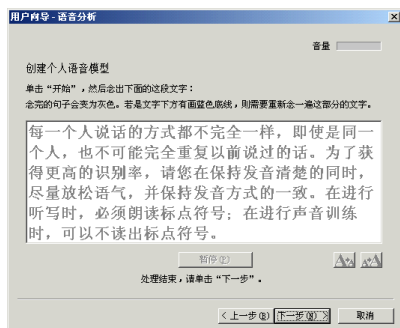 用户向导 - 语音分析
音量
创建个人语音模型
单击“开始”，然后念出下面的这段文字：
念完的句子会变为灰色。若是文字下方有画蓝色底线，则需要重新念一遍这部分的文字。
每一个人说话的方式都不完全一样，即使是同一
个人，也不可能完全重复以前说过的话。为了获
得更高的识别率，请您在保持发音清楚的同时，
尽量放松语气，并保持发音方式的一致。在进行
听写时，必须朗读标点符号；在进行声音训练
时，可以不读出标点符号。
暂停(P)
处理结束，请单击“下一步”。
< 上一步(B) 下一步(N) > 取消